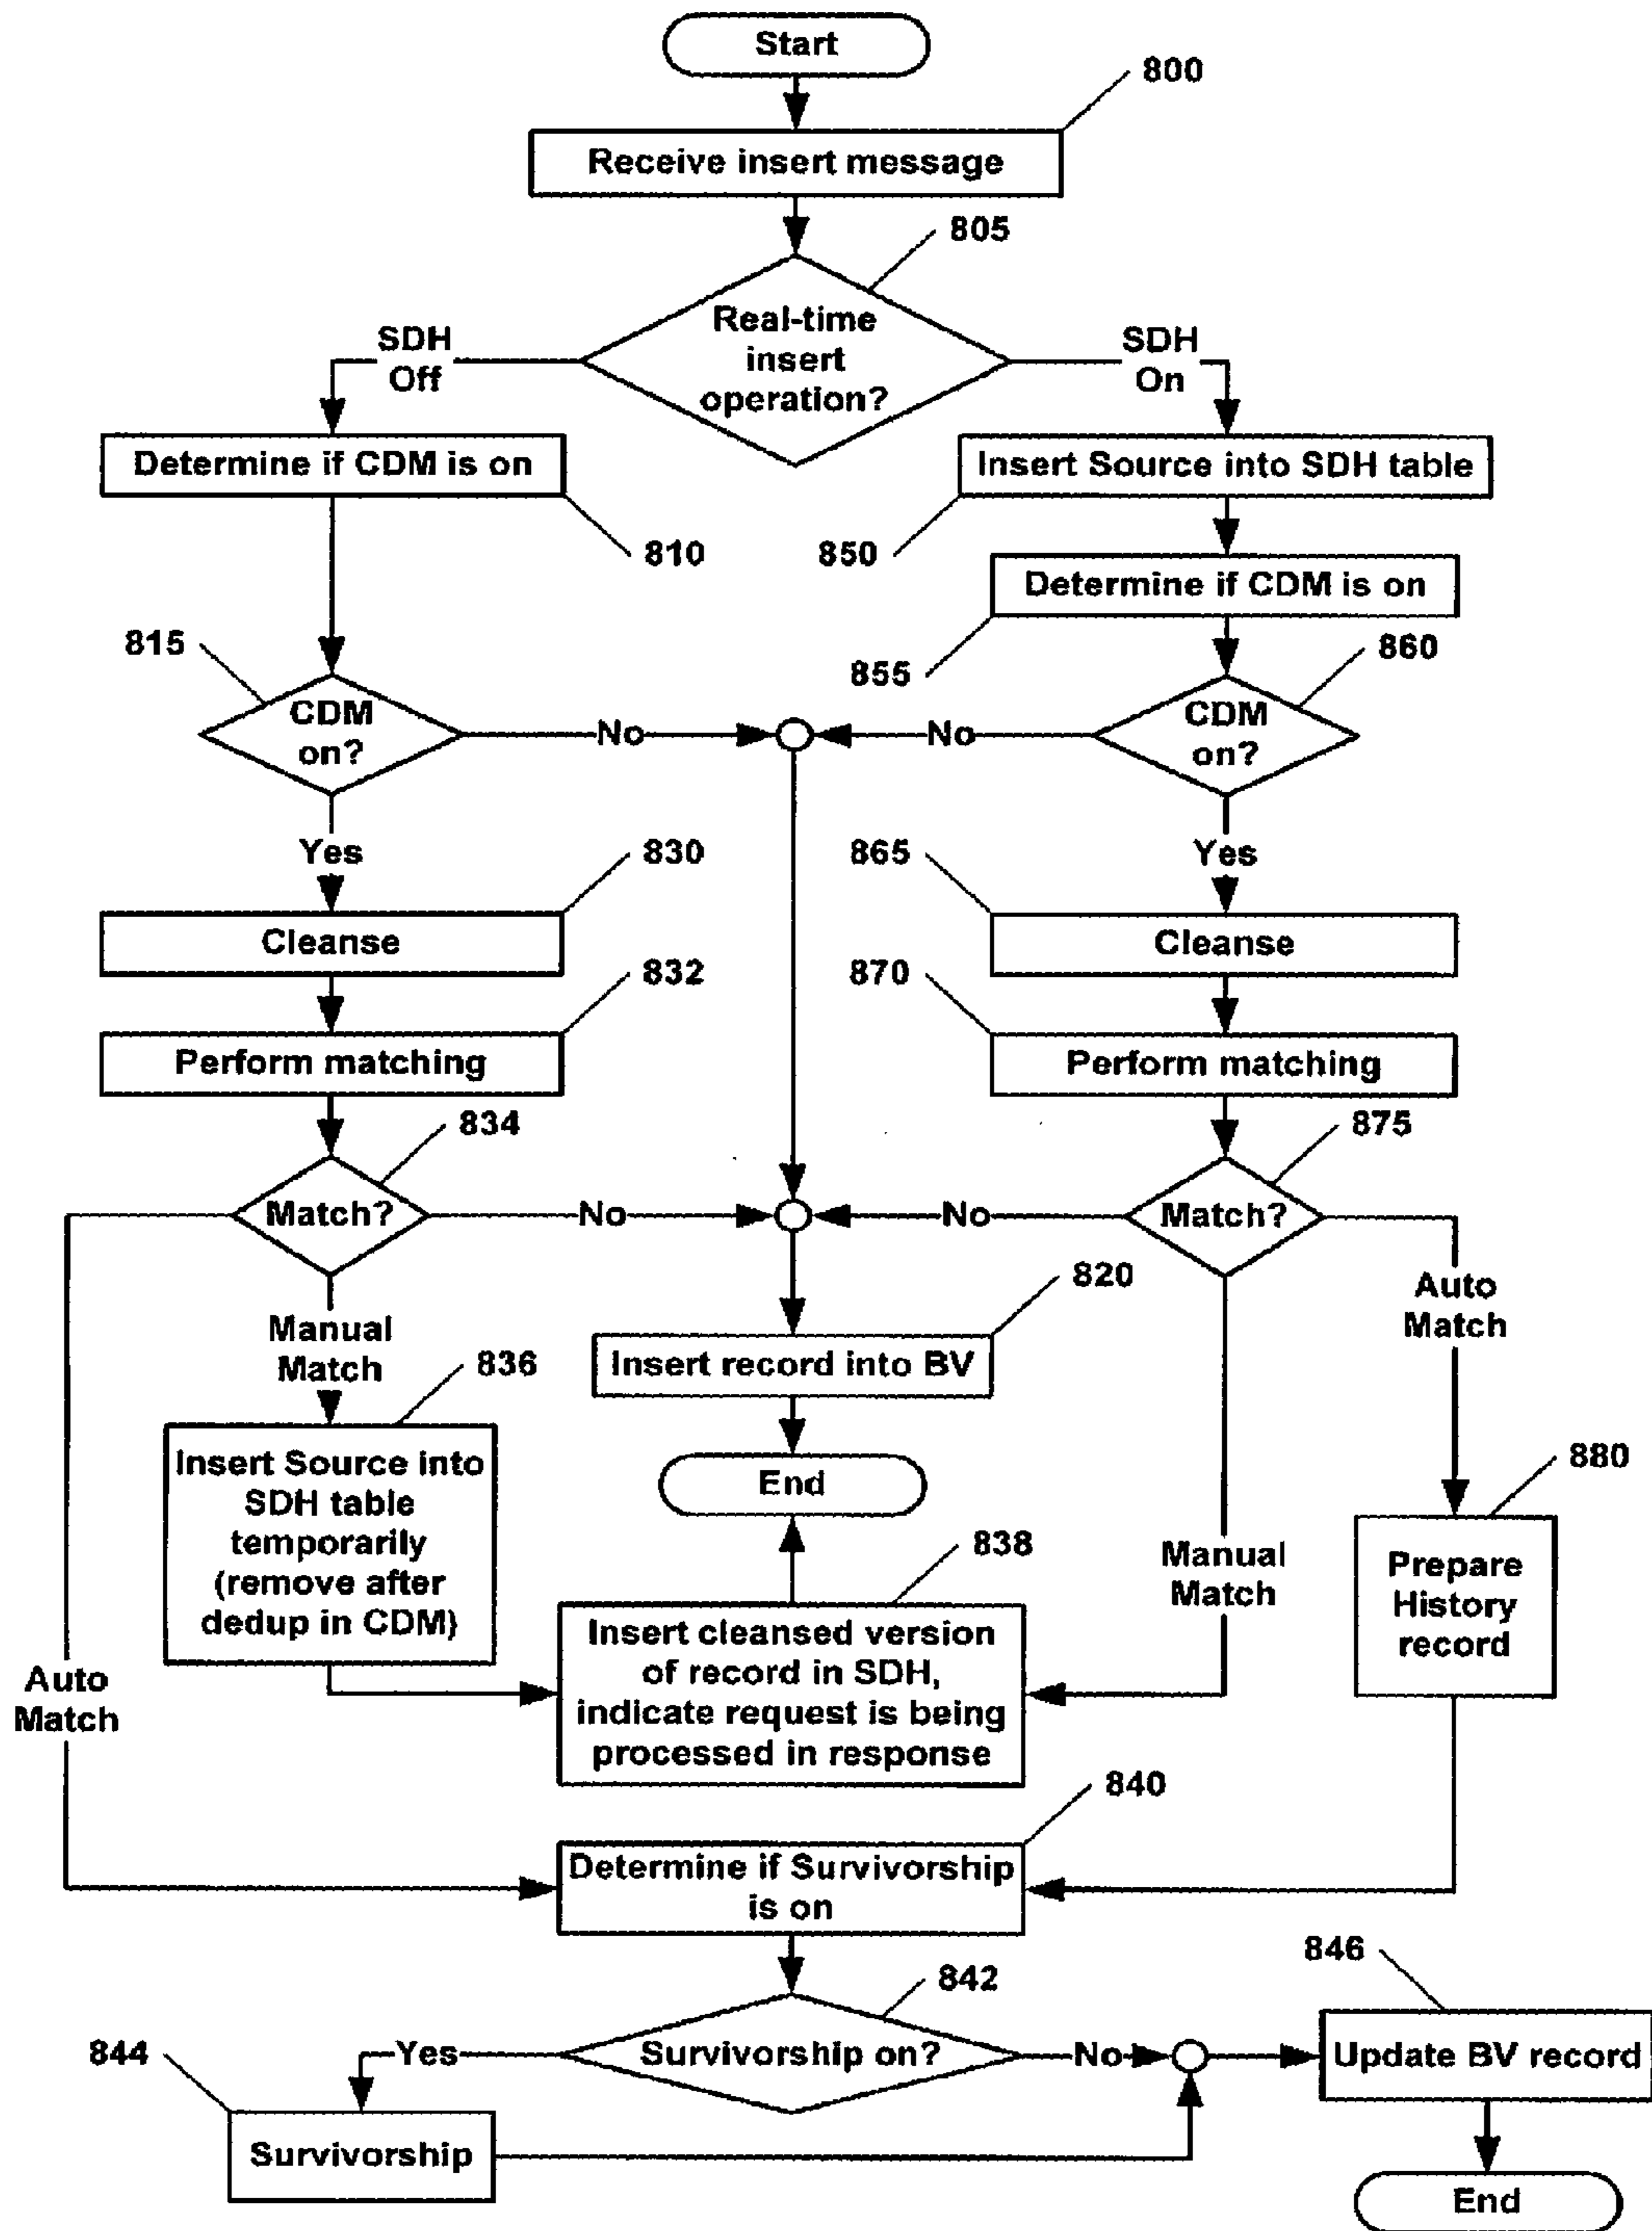 Start
800
Receive insert message
805
Real-time
insert
operation?
SDH
Off
SDH
On
Determine if CDM is on
Insert Source into SDH table
810
850
Determine if CDM is on
815
855
860
CDM
on?
No
No
CDM
on?
Yes
830
865
Yes
Cleanse
Cleanse
832
870
Perform matching
Perform matching
834
875
Match?
No
No
Match?
820
Auto
Match
Manual
Match
836
Insert record into BV
Insert Source into
SDH table
temporarily
(remove after
dedup in CDM)
End
880
838
Manual
Match
Prepare
History
record
Insert cleansed version
of record in SDH,
indicate request is being
processed in response
Auto
Match
840
Determine if Survivorship
is on
846
842
844
Yes
Survivorship on?
No
Update BV record
Survivorship
End